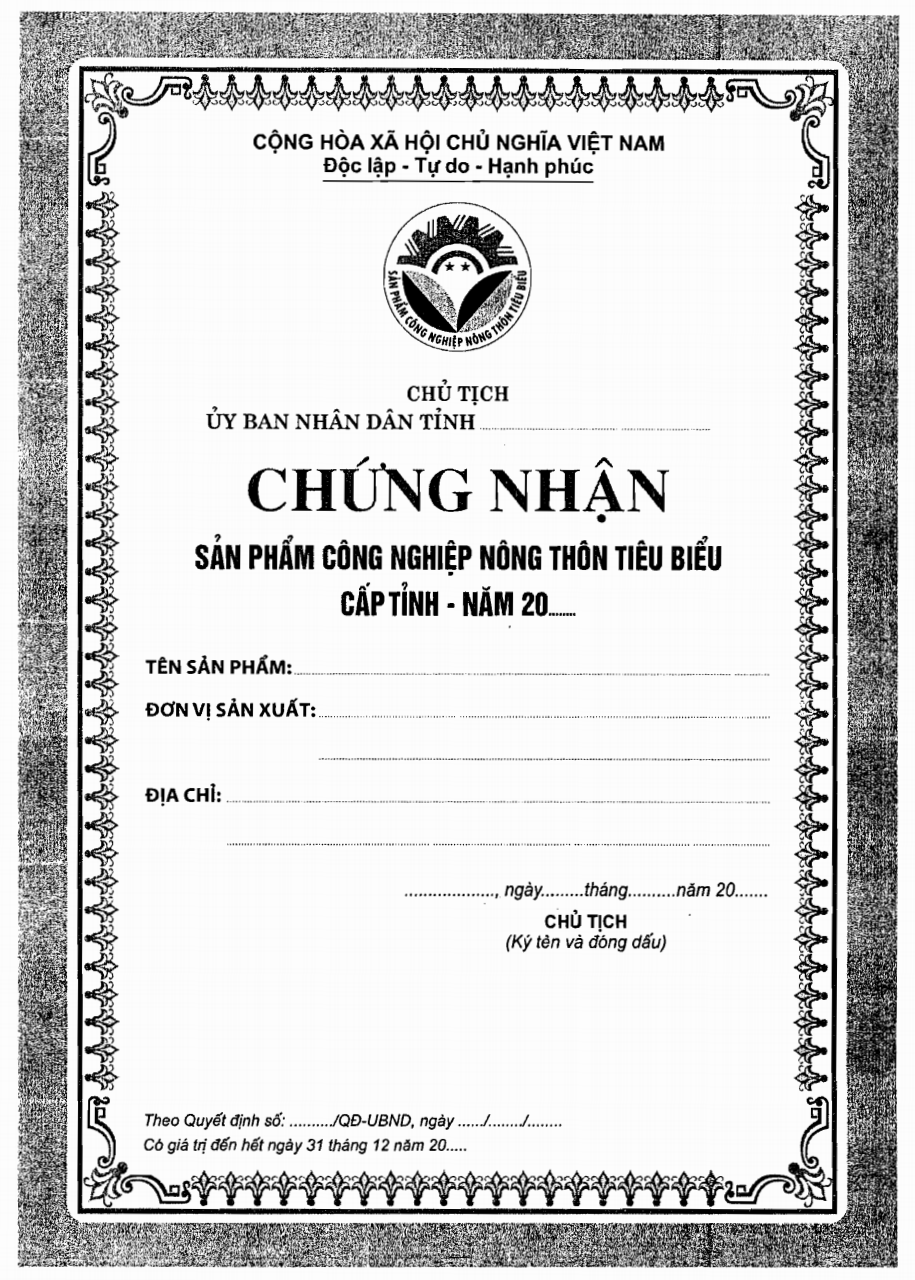 CỘNG HÒA XÃ HỘI CHỦ NGHĨA VIỆT NAM
Độc lập - Tự do - Hạnh phúc
SẢN PHẨM CÔNG NGHIỆP NÔNG THÔN TIÊU BIỂU
CHỦ TỊCH
ỦY BAN NHÂN DÂN TỈNH ........................................
CHỨNG NHẬN
SẢN PHẨM CÔNG NGHIỆP NÔNG THÔN TIÊU BIỂU
CẤP TỈNH - NĂM 20........
TÊN SẢN PHẨM: ................................................................
ĐƠN VỊ SẢN XUẤT: ................................................................
................................................................
ĐỊA CHỈ: ................................................................
................................................................
..................., ngày.........tháng..........năm 20.......
CHỦ TỊCH
(Ký tên và đóng dấu)
Theo Quyết định số: ........../QĐ-UBND, ngày ....../......../........
Có giá trị đến hết ngày 31 tháng 12 năm 20.....